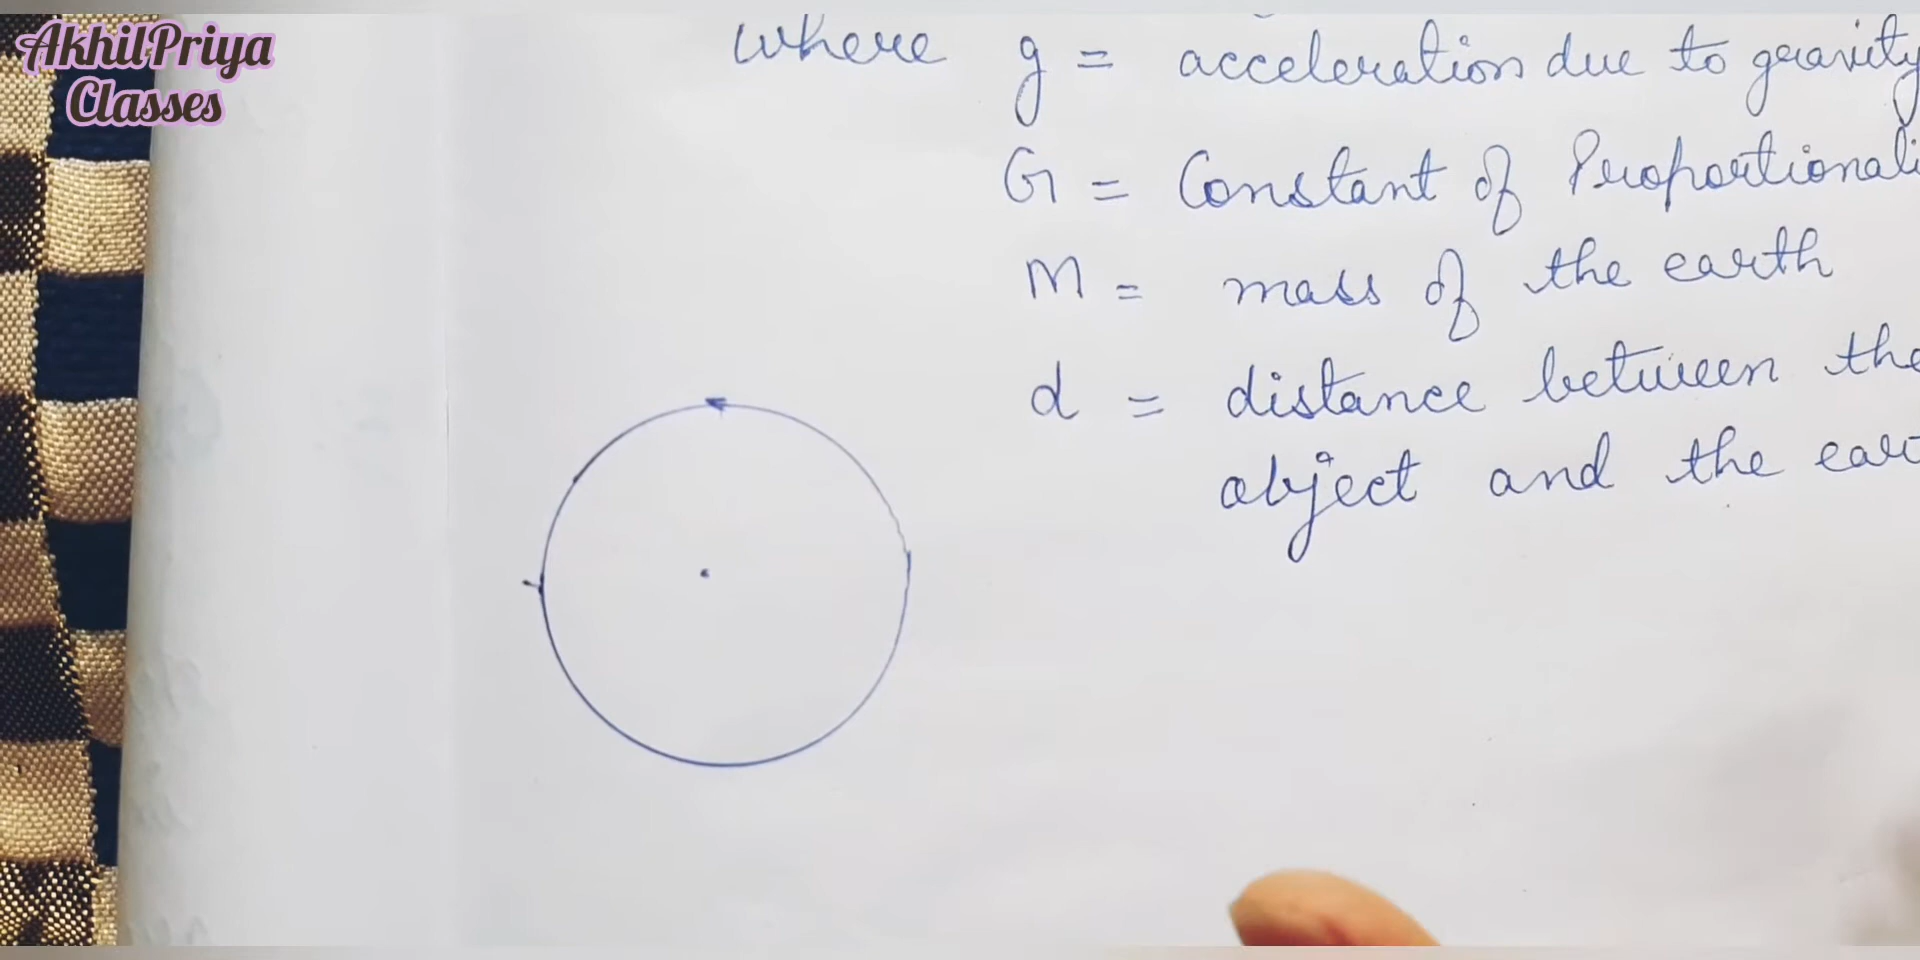 AkhilPriya
Classes
where g = acceleration due to gravity
G = Constant of Proportionali
M = mass of the earth
d = distance between the
object and the ear